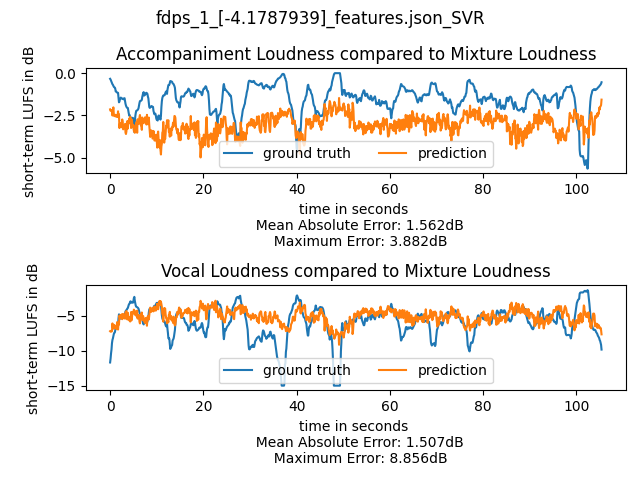 fdps_1_[-4.1787939]_features.json_SVR
Accompaniment Loudness compared to Mixture Loudness
short-term LUFS in dB
0.0
−2.5
−5.0
ground truth
prediction
0
20
40
60
80
100
time in seconds
Mean Absolute Error: 1.562dB
Maximum Error: 3.882dB
Vocal Loudness compared to Mixture Loudness
short-term LUFS in dB
−5
−10
−15
ground truth
prediction
0
20
40
60
80
100
time in seconds
Mean Absolute Error: 1.507dB
Maximum Error: 8.856dB